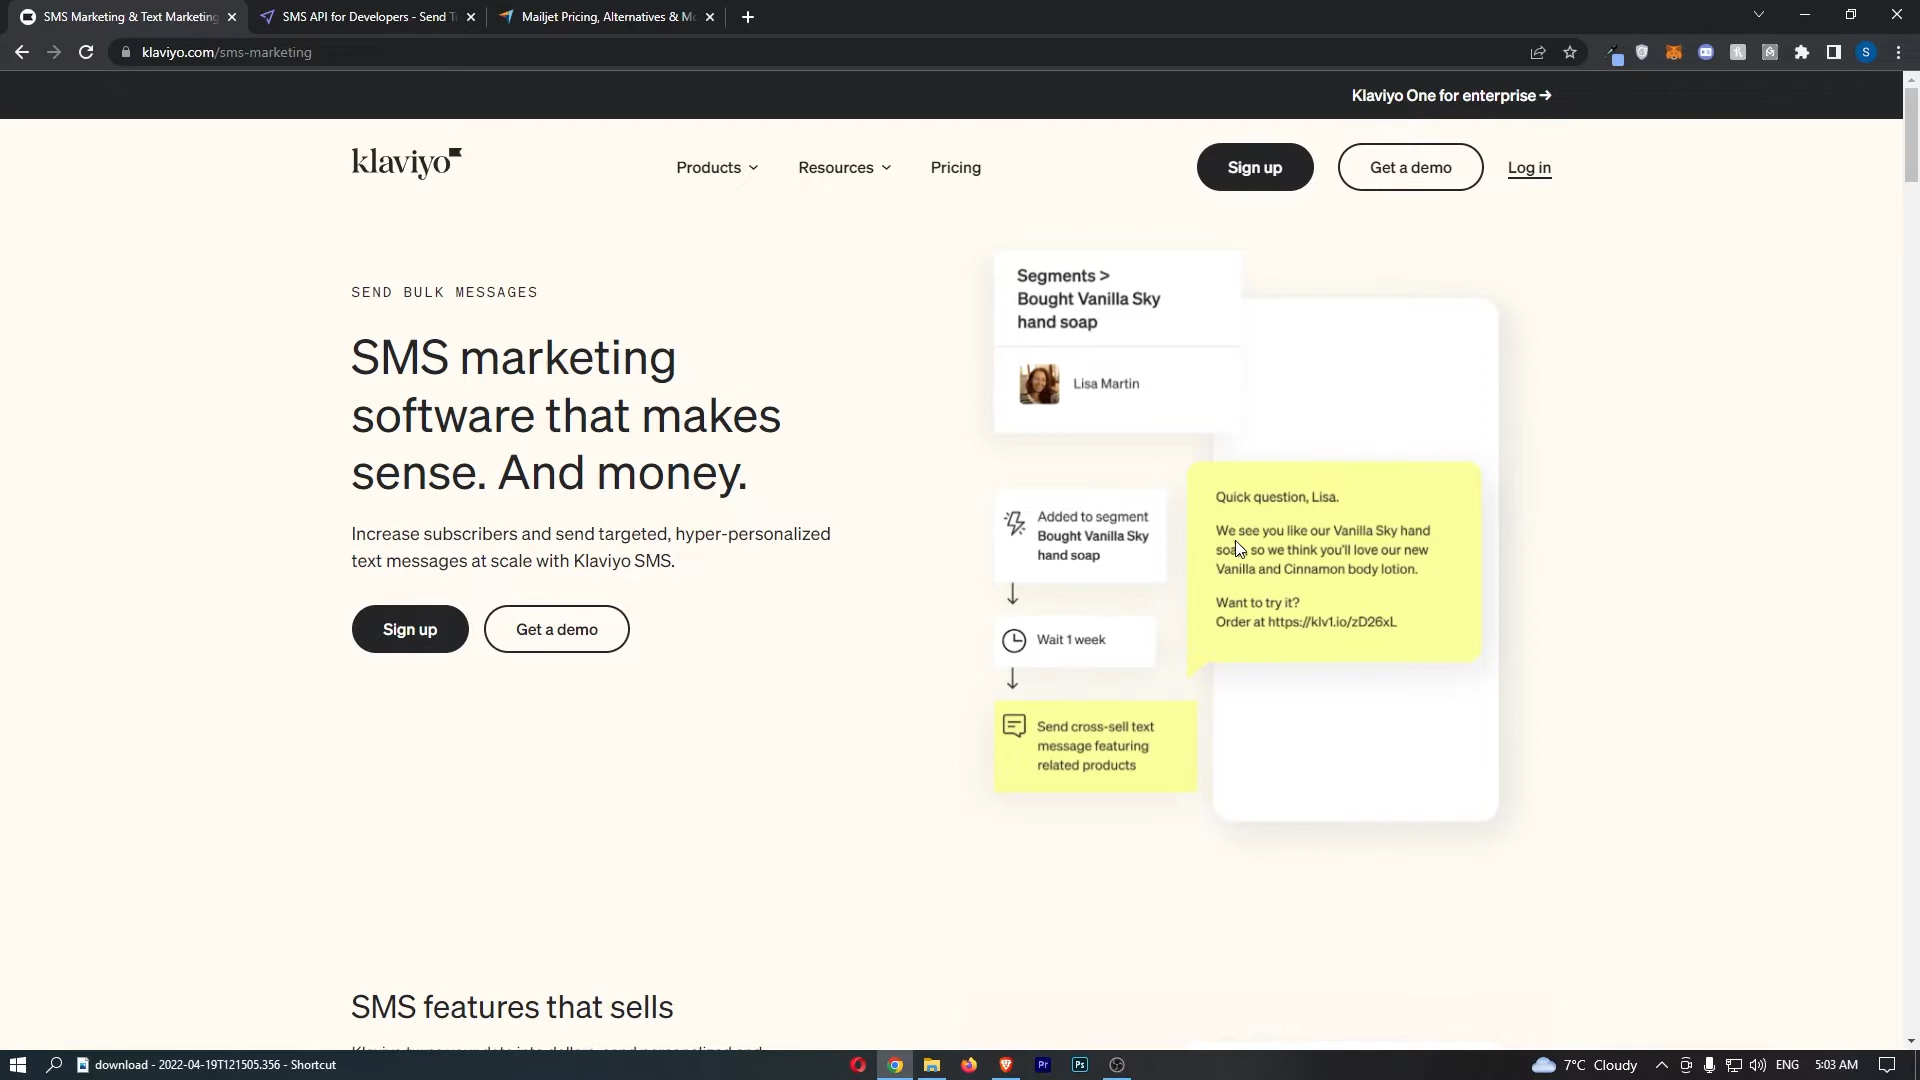 SMS Marketing & Text Marketing
SMS API for Developers - Send T
Mailjet Pricing, Alternatives & Mo
klaviyo.com/sms-marketing
S
Klaviyo One for enterprise →
klaviyo
Products
Resources
Pricing
Sign up
Get a demo
Log in
SEND BULK MESSAGES
SMS marketing
software that makes
sense. And money.
Increase subscribers and send targeted, hyper-personalized
text messages at scale with Klaviyo SMS.
Sign up
Get a demo
Segments >
Bought Vanilla Sky
hand soap
Lisa Martin
Added to segment
Bought Vanilla Sky
hand soap
Wait 1 week
Send cross-sell text
message featuring
related products
Quick question, Lisa.
We see you like our Vanilla Sky hand
so we think you'll love our new
Vanilla and Cinnamon body lotion.
Want to try it?
Order at https://klv1.io/zD26xL
SMS features that sells
download - 2022-04-19T121505.356 - Shortcut
Pr
Ps
7°C Cloudy
ENG
5:03 AM